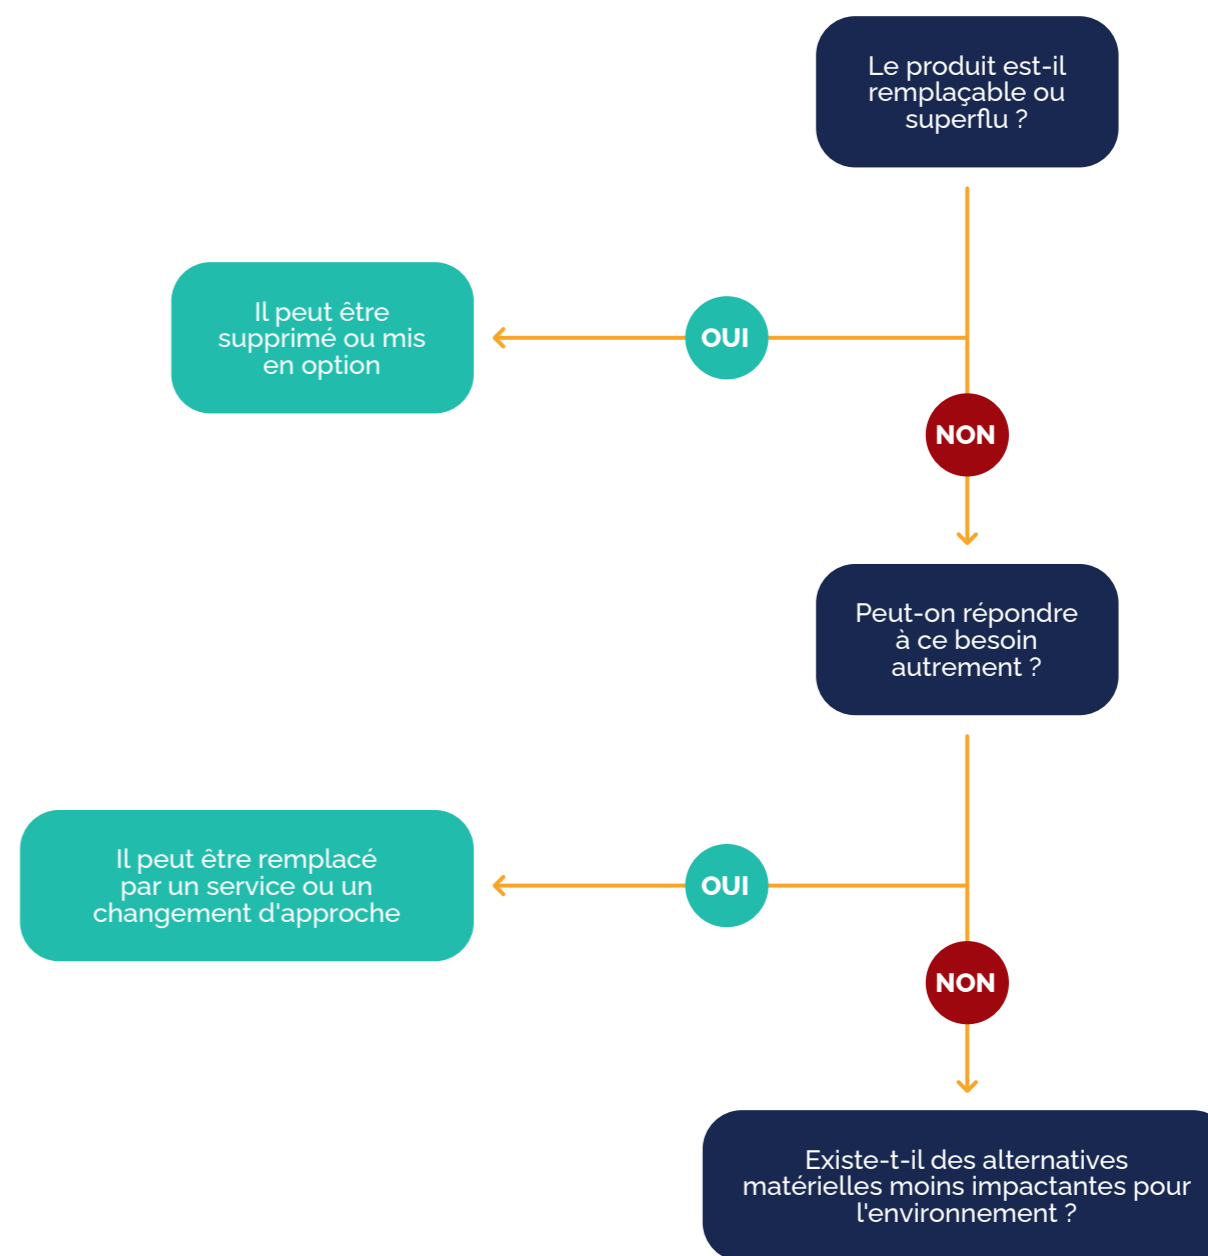 Le produit est-il
remplaçable ou
superflu ?
Il peut être
supprimé ou mis
en option
OUI
NON
Peut-on répondre
à ce besoin
autrement ?
Il peut être remplacé
par un service ou un
changement d'approche
OUI
NON
Existe-t-il des alternatives
matérielles moins impactantes pour
l'environnement ?